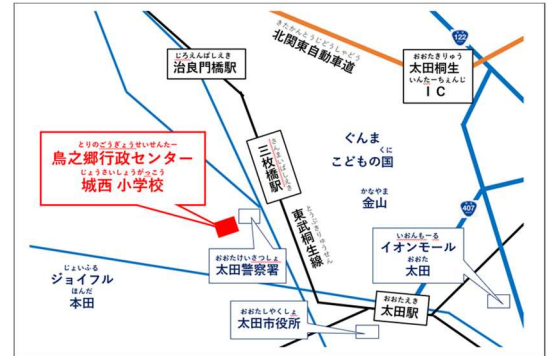 きたかんとうじどうしゃどう
北関東自動車道
122
じろえんばしえき
治良門橋駅
おおたきりゅう
太田桐生
いんたーちぇんじ
ＩＣ
とりのごうぎょうせいせんたー
鳥之郷行政センター
じょうさいしょうがっこう
城西 小学校
さんまいばしえき
三枚橋駅
ぐんま
くに
こどもの国
かなやま
金山
とうぶきりゅうせん
東武桐生線
407
いおんもーる
イオンモール
おおた
太田
おおたけいさつしょ
太田警察署
じょいふる
ジョイフル
ほんだ
本田
おおたしやくしょ
太田市役所
おおたえき
太田駅